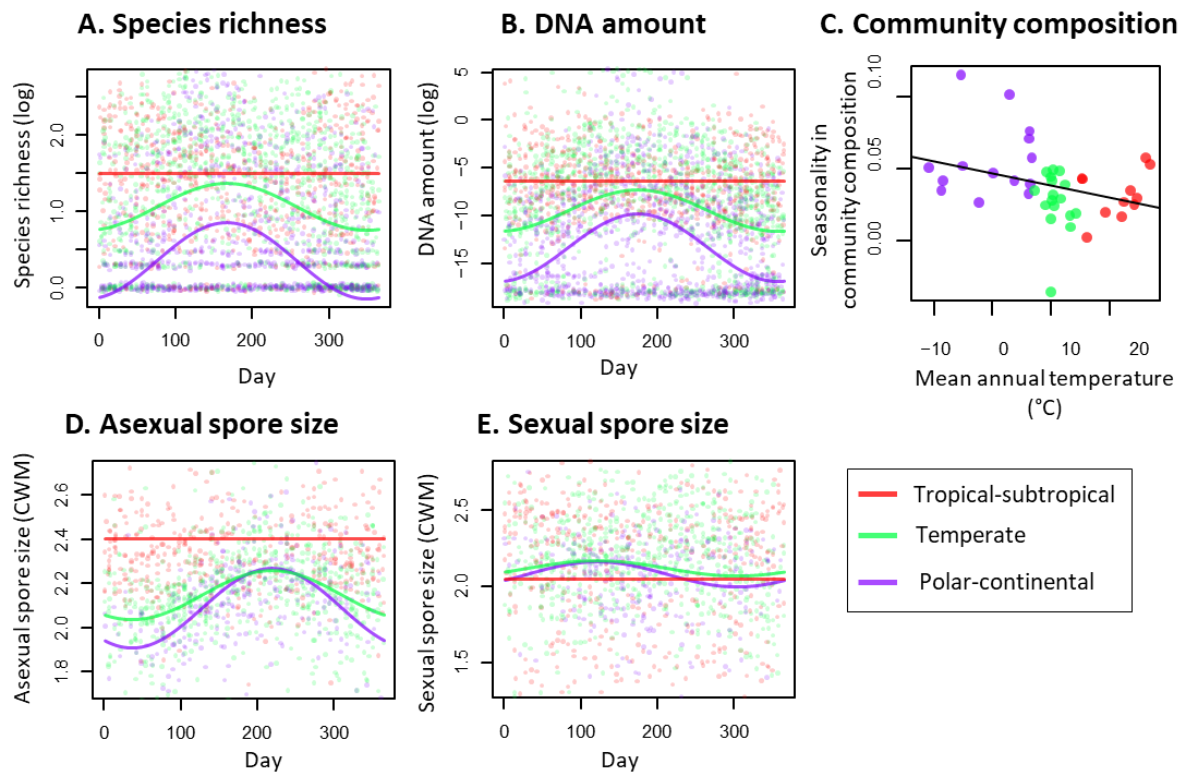 A. Species richness
B. DNA amount
C. Community composition
Species richness (log)
0.0
1.0
2.0
0
100
200
300
Day
DNA amount (log)
5
0
−5
−10
−15
0
100
200
300
Day
Seasonality in
community composition
0.00
0.05
0.10
−10
0
10
20
Mean annual temperature
(°C)
D. Asexual spore size
E. Sexual spore size
Asexual spore size (CWM)
1.8
2.0
2.2
2.4
2.6
0
100
200
300
Day
Sexual spore size (CWM)
1.5
2.0
2.5
0
100
200
300
Day
Tropical-subtropical
Temperate
Polar-continental